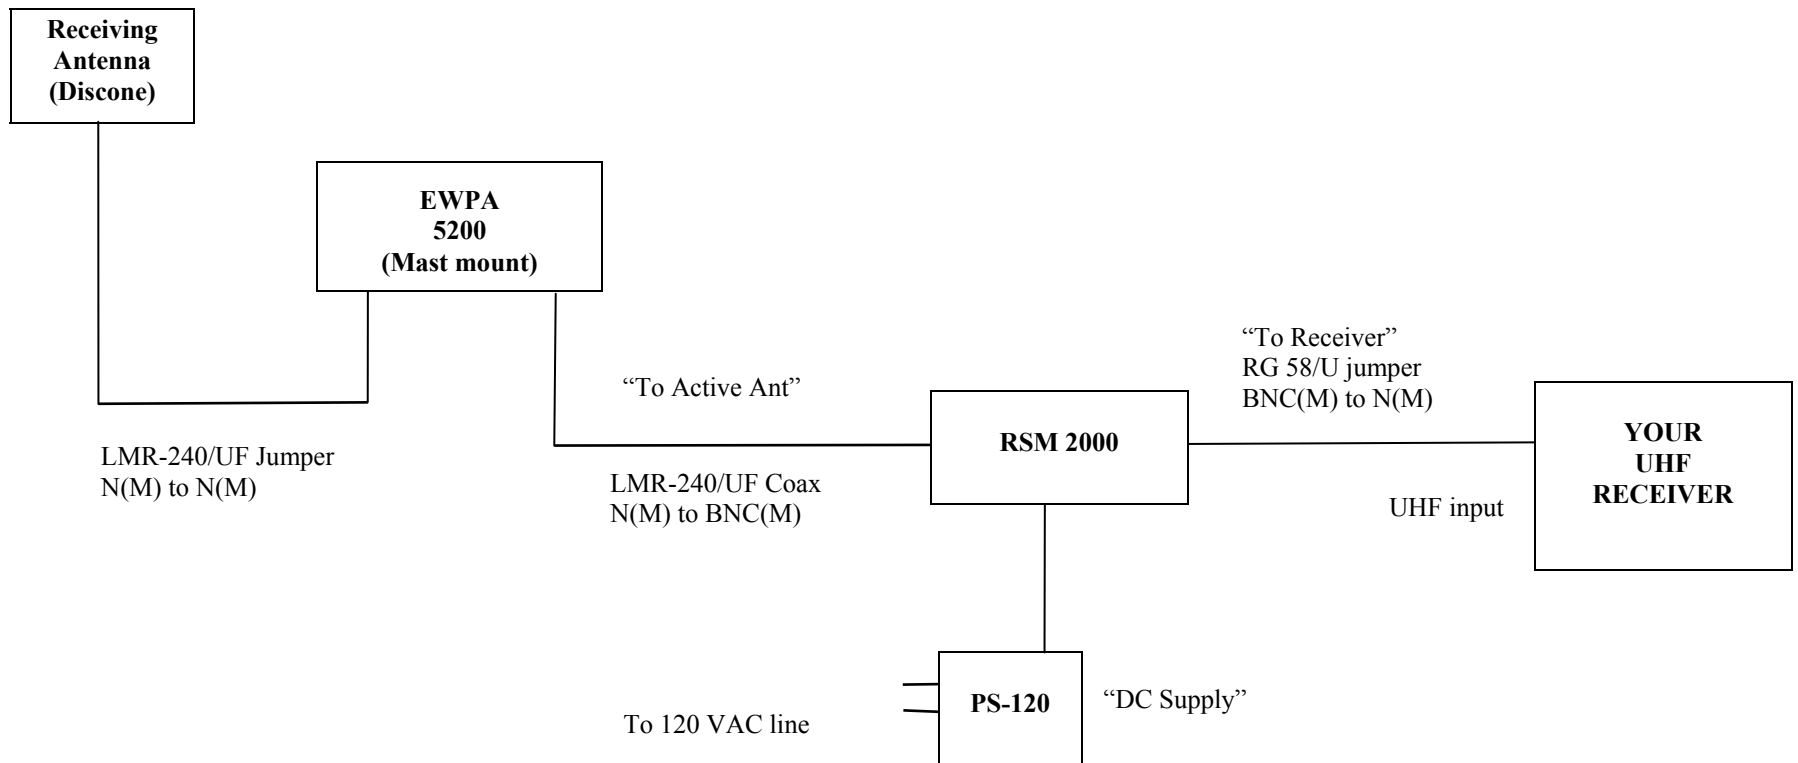 Receiving
Antenna
(Discone)
EWPA
5200
(Mast mount)
“To Active Ant”
LMR-240/UF Jumper
N(M) to N(M)
LMR-240/UF Coax
N(M) to BNC(M)
RSM 2000
“To Receiver”
RG 58/U jumper
BNC(M) to N(M)
UHF input
YOUR
UHF
RECEIVER
PS-120
“DC Supply”
To 120 VAC line